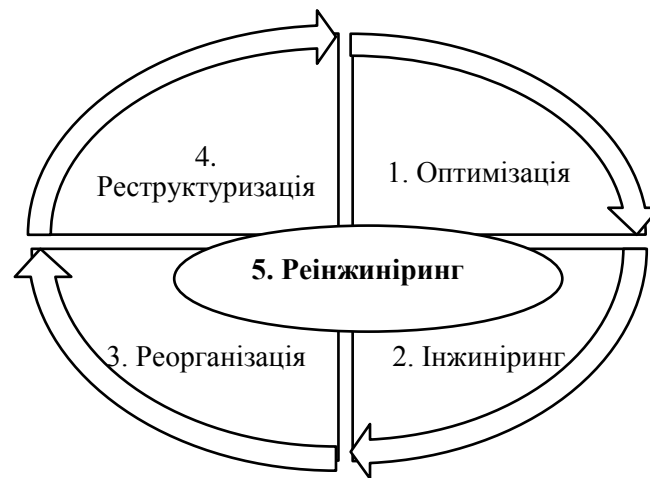 4.
Реструктуризація
1. Оптимізація
5. Реінжиніринг
3. Реорганізація
2. Інжиніринг